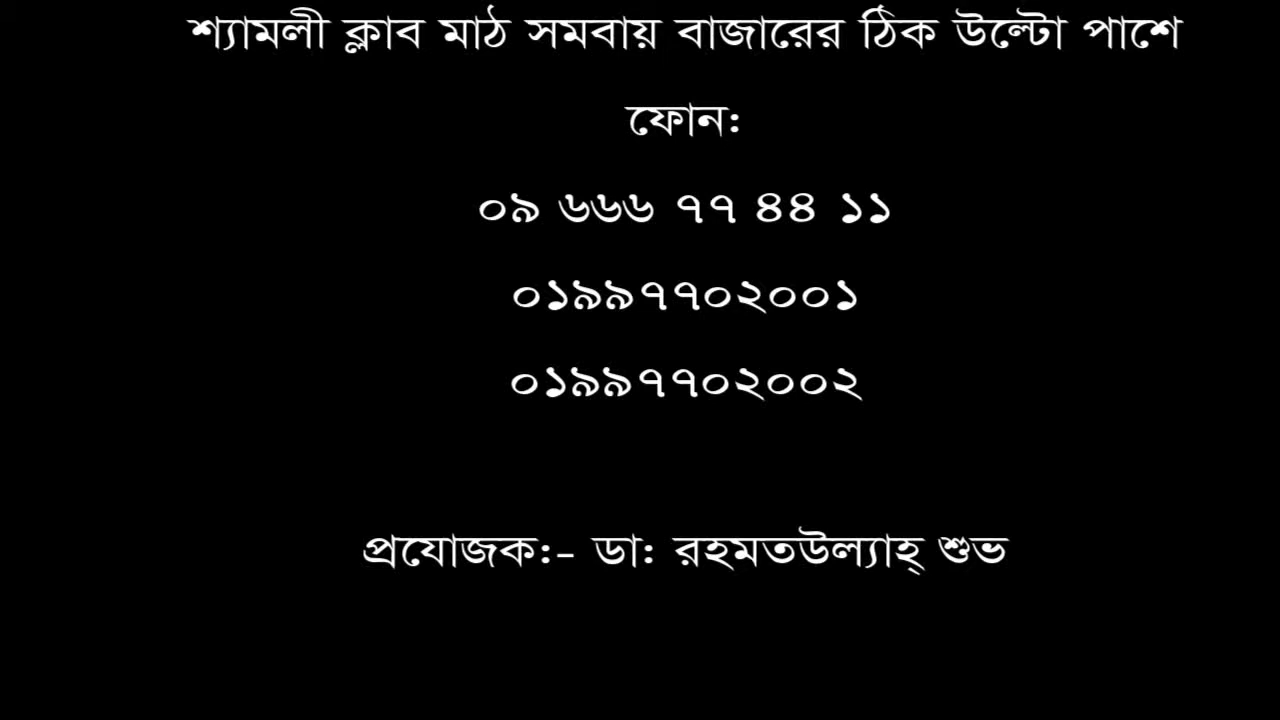 শ্যামলী ক্লাব মাঠ সমবায় বাজারের ঠিক উল্টো পাশে
ফোন:
০৯ ৬৬৬ ৭৭ ৪৪ ১১
০১৯৯৭৭০২০০১
০১৯৯৭৭০২০০২
প্রযোজক:- ডা: রহমতউল্যাহ্ শুভ